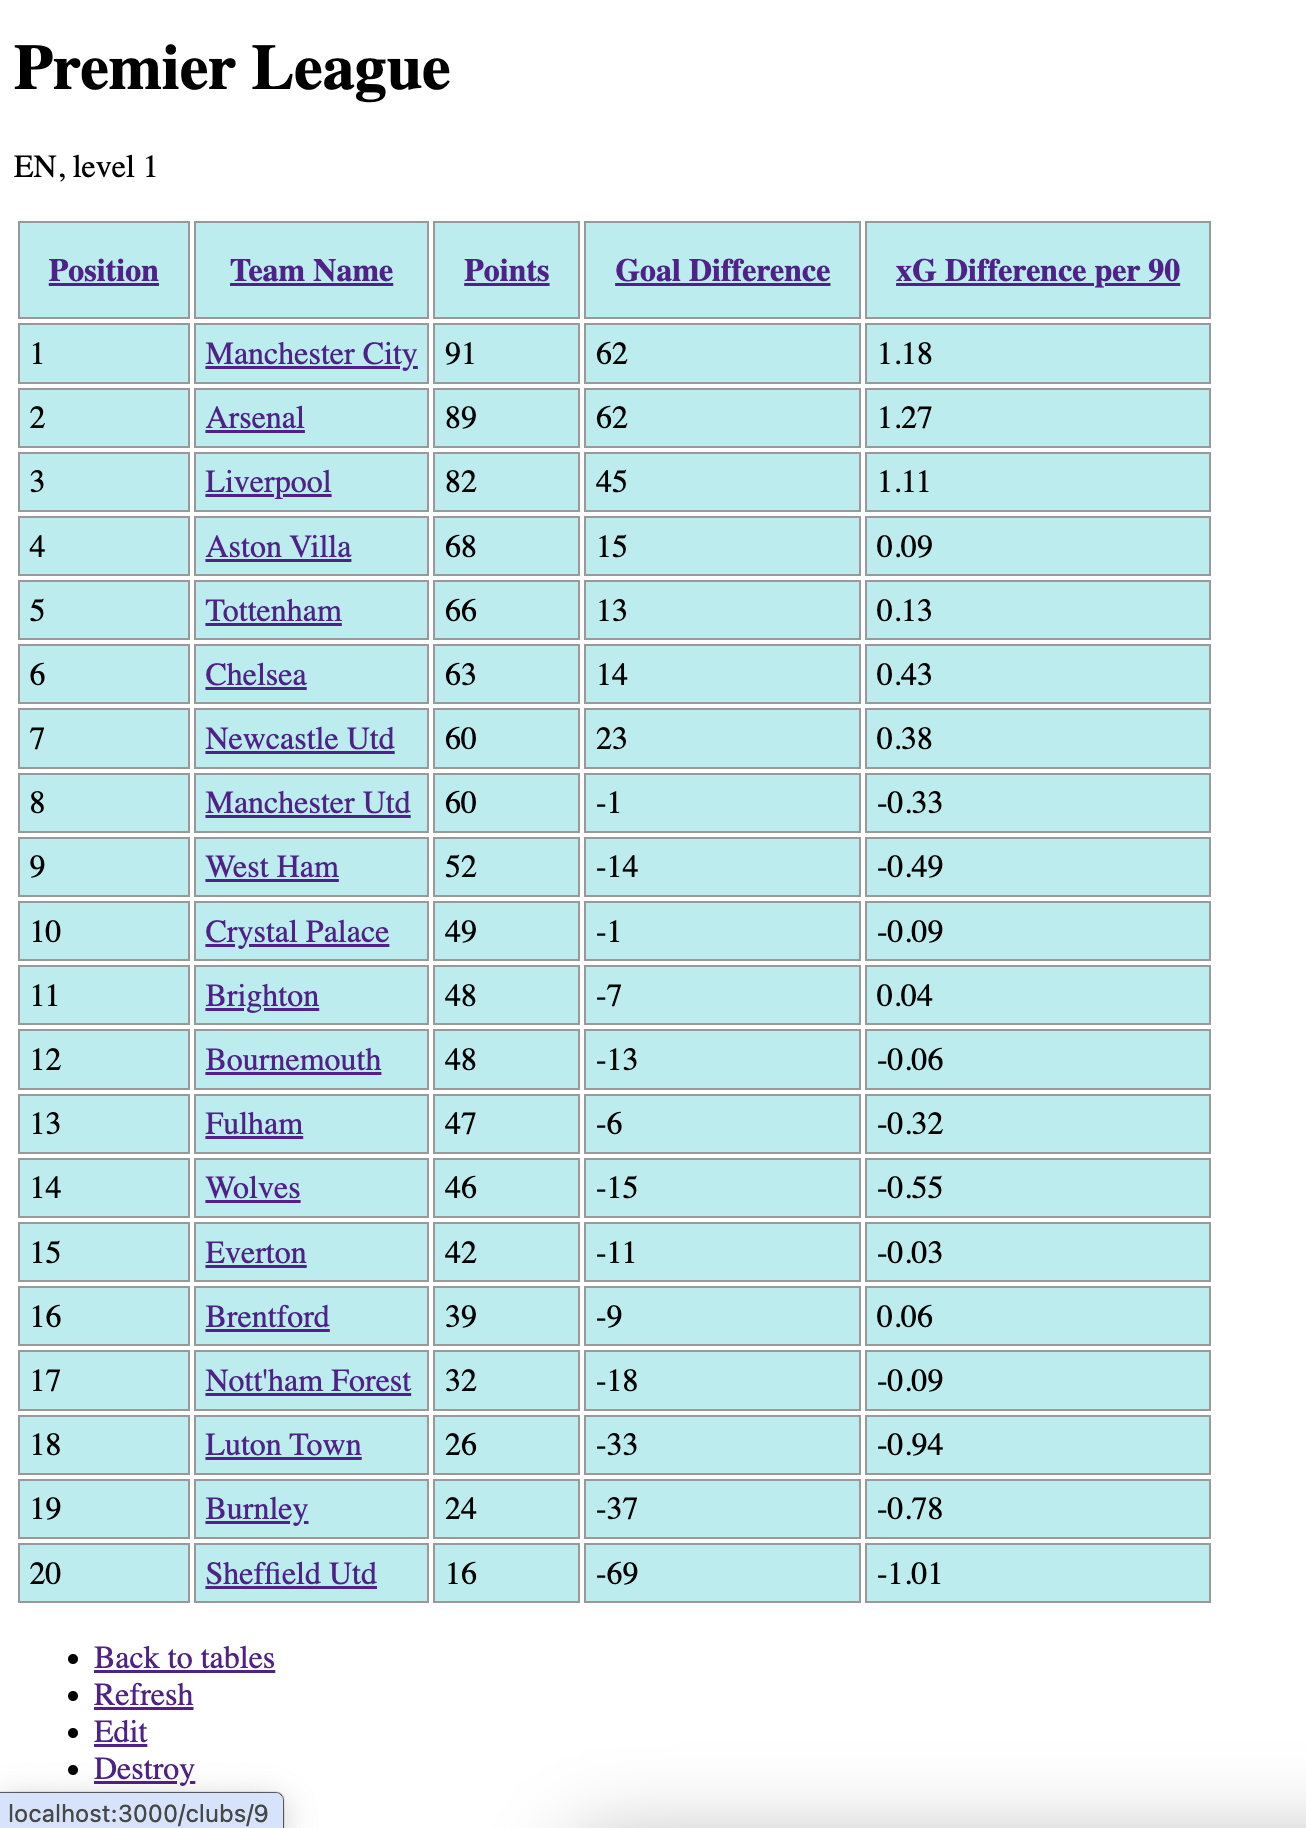 Premier League
EN, level 1
Position Team Name Points Goal Difference xG Difference per 90
1 Manchester City 91 62 1.18
2 Arsenal 89 62 1.27
3 Liverpool 82 45 1.11
4 Aston Villa 68 15 0.09
5 Tottenham 66 13 0.13
6 Chelsea 63 14 0.43
7 Newcastle Utd 60 23 0.38
8 Manchester Utd 60 -1 -0.33
9 West Ham 52 -14 -0.49
10 Crystal Palace 49 -1 -0.09
11 Brighton 48 -7 0.04
12 Bournemouth 48 -13 -0.06
13 Fulham 47 -6 -0.32
14 Wolves 46 -15 -0.55
15 Everton 42 -11 -0.03
16 Brentford 39 -9 0.06
17 Nott'ham Forest 32 -18 -0.09
18 Luton Town 26 -33 -0.94
19 Burnley 24 -37 -0.78
20 Sheffield Utd 16 -69 -1.01
• Back to tables
• Refresh
• Edit
• Destroy
localhost:3000/clubs/9